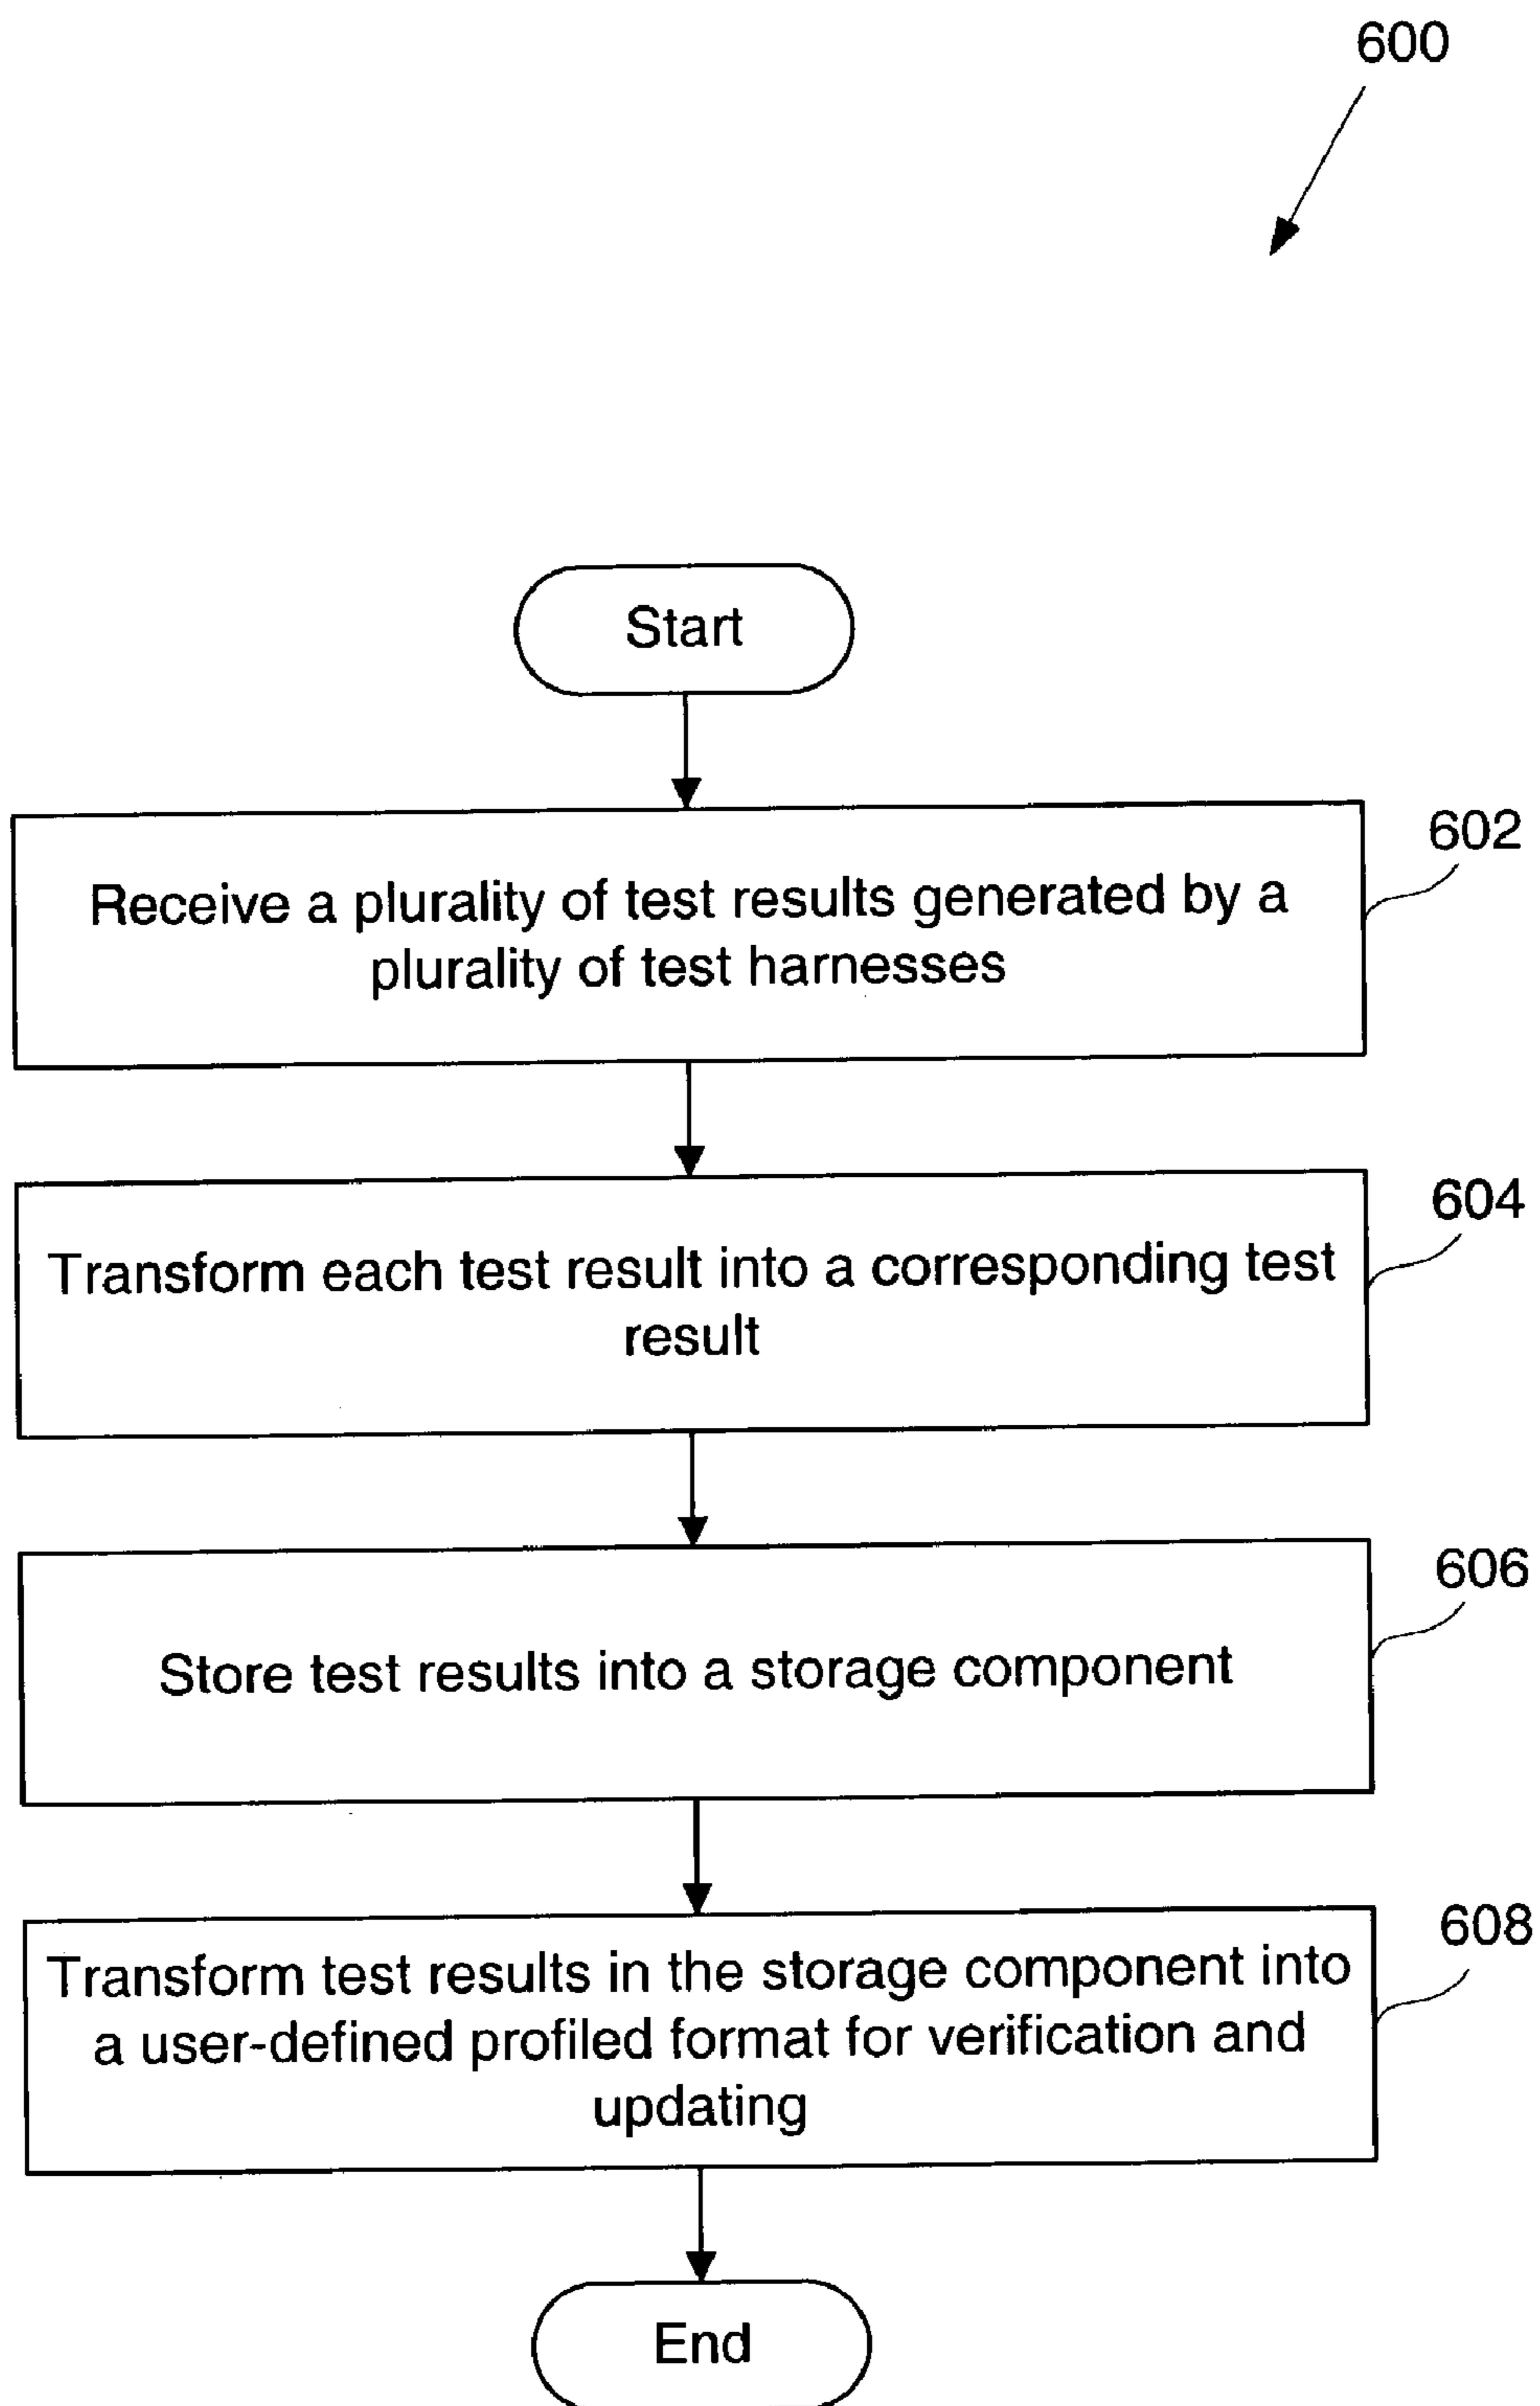 600
Start
602
Receive a plurality of test results generated by a
plurality of test harnesses
604
Transform each test result into a corresponding test
result
606
Store test results into a storage component
608
Transform test results in the storage component into
a user-defined profiled format for verification and
updating
End